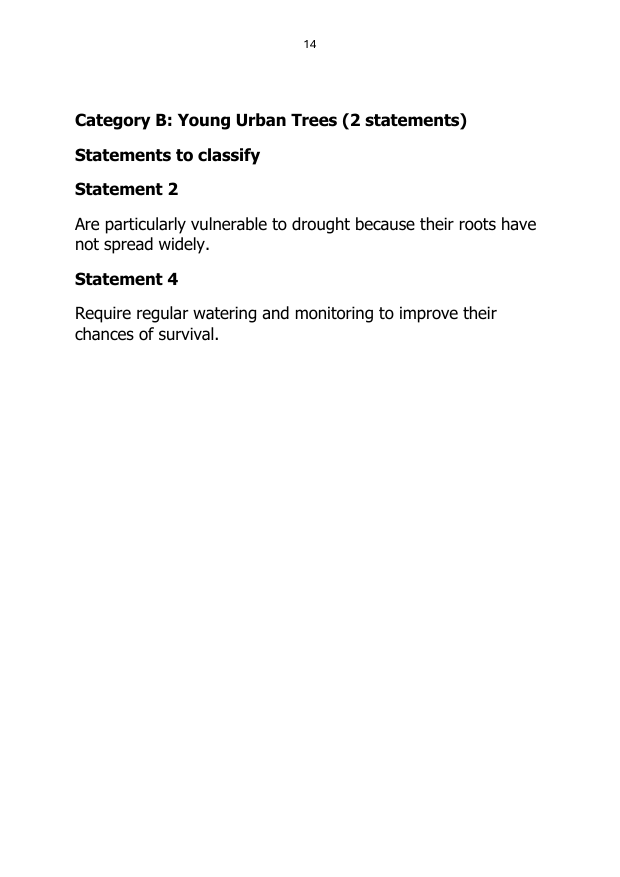 14
Category B: Young Urban Trees (2 statements)
Statements to classify
Statement 2
Are particularly vulnerable to drought because their roots have
not spread widely.
Statement 4
Require regular watering and monitoring to improve their
chances of survival.